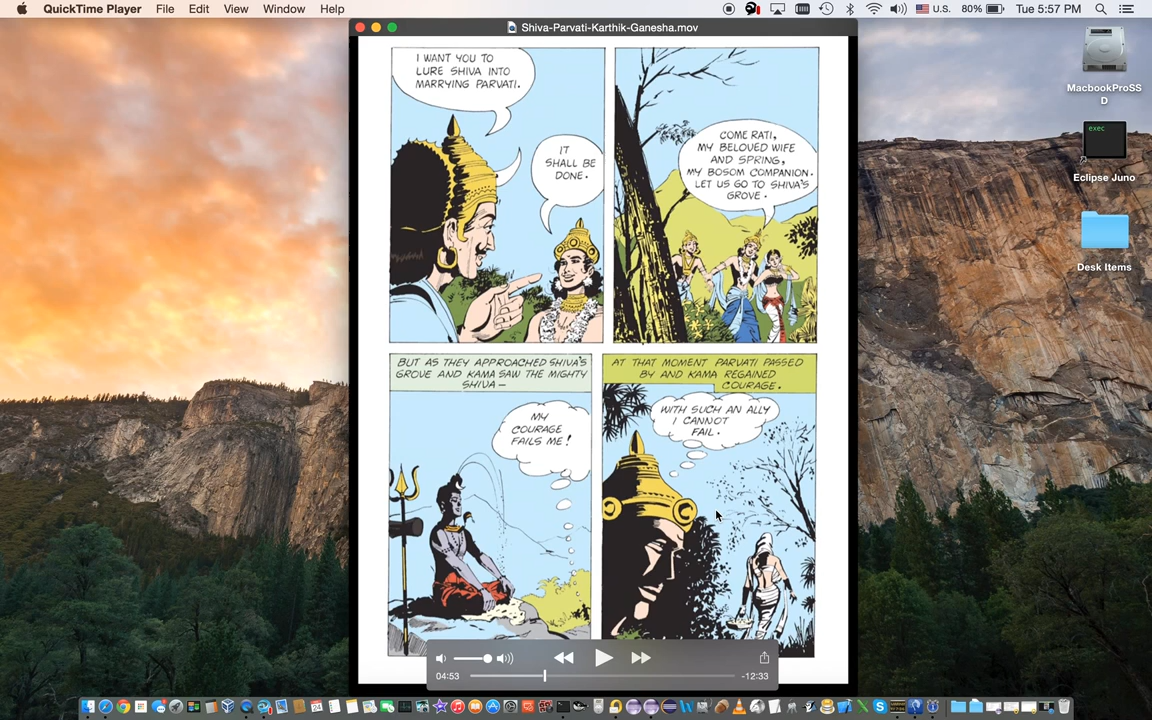 QuickTime Player File Edit View Window Help
U.S. 80% Tue 5:57 PM
Shiva-Parvati-Karthik-Ganesha.mov
I WANT YOU TO
LURE SHIVA INTO
MARRYING PARVATI.
IT
SHALL BE
DONE.
COME RATI,
MY BELOVED WIFE
AND SPRING,
MY BOSOM COMPANION.
LET US GO TO SHIVA'S
GROVE.
BUT AS THEY APPROACHED SHIVA'S
GROVE AND KAMA SAW THE MIGHTY
SHIVA —
MY
COURAGE
FAILS ME!
AT THAT MOMENT PARVATI PASSED
BY AND KAMA REGAINED
COURAGE.
WITH SUCH AN ALLY
I CANNOT
FAIL.
04:53
-12:33
MacbookProSS
D
exec
Eclipse Juno
Desk Items